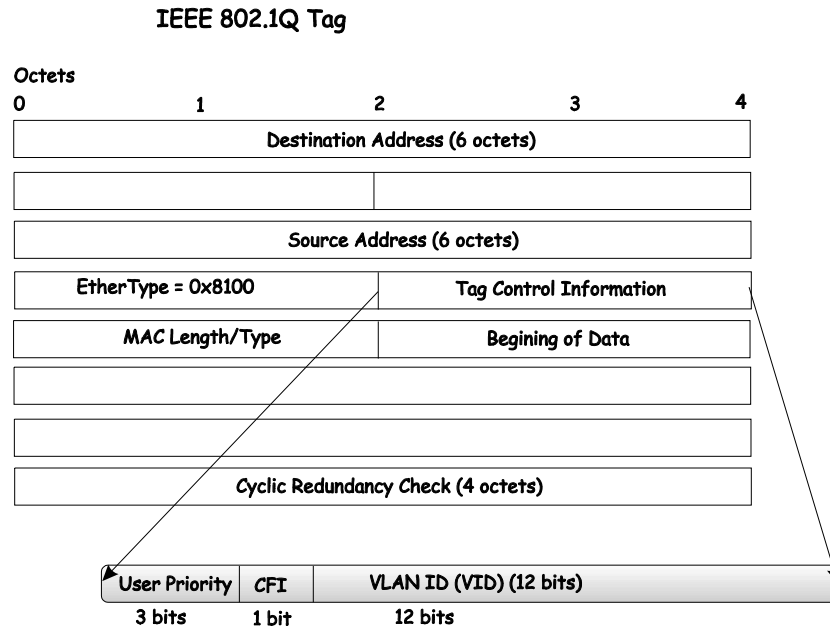 IEEE 802.1Q Tag
Octets
0 1 2 3 4
Destination Address (6 octets)
Source Address (6 octets)
EtherType = 0x8100 Tag Control Information
MAC Length/Type Begining of Data
Cyclic Redundancy Check (4 octets)
User Priority CFI VLAN ID (VID) (12 bits)
3 bits 1 bit 12 bits